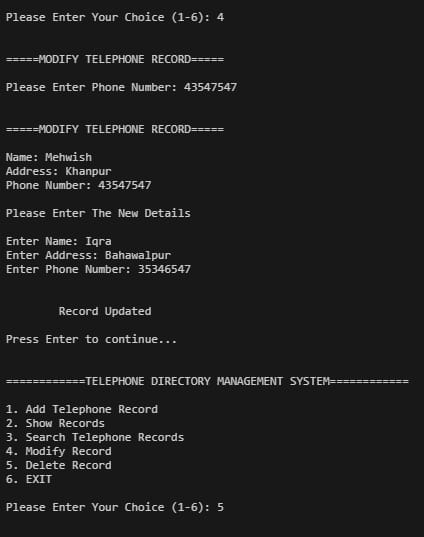 Please Enter Your Choice (1-6): 4
=====MODIFY TELEPHONE RECORD=====
Please Enter Phone Number: 43547547
=====MODIFY TELEPHONE RECORD=====
Name: Mehwish
Address: Khanpur
Phone Number: 43547547
Please Enter The New Details
Enter Name: Iqra
Enter Address: Bahawalpur
Enter Phone Number: 35346547
Record Updated
Press Enter to continue...
============TELEPHONE DIRECTORY MANAGEMENT SYSTEM============
1. Add Telephone Record
2. Show Records
3. Search Telephone Records
4. Modify Record
5. Delete Record
6. EXIT
Please Enter Your Choice (1-6): 5